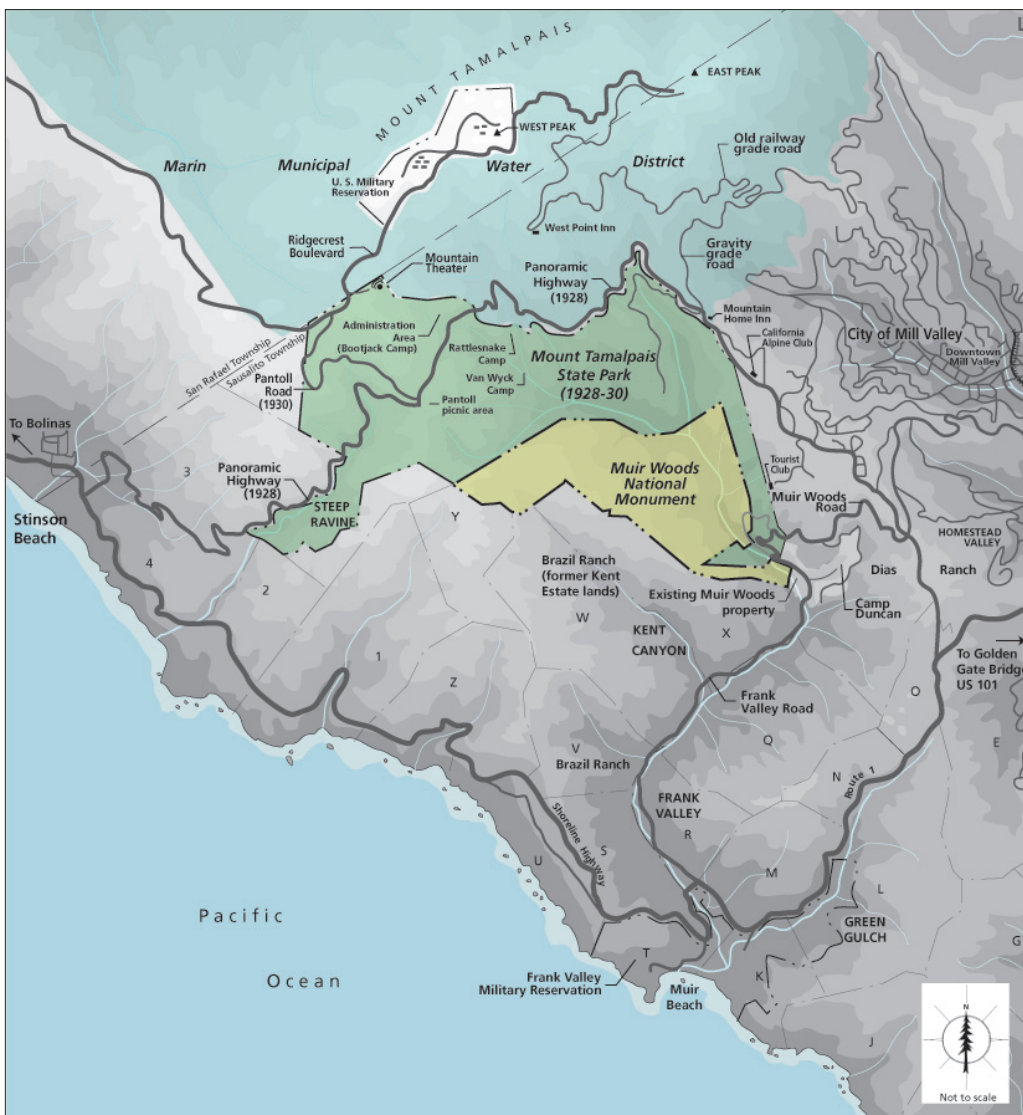 L
MOUNT TAMALPAIS
EAST PEAK
WEST PEAK
Old railway
grade road
Marin Municipal Water District
U. S. Military
Reservation
West Point Inn
Ridgecrest
Boulevard
Mountain
Theater
Panoramic
Highway
(1928)
Gravity
grade
road
Mountain
Home Inn
California
Alpine Club
City of Mill Valley
Downtown
Mill Valley
Administration
Area
(Bootjack Camp)
Rattlesnake
Camp
Van Wyck
Camp
Mount Tamalpais
State Park
(1928-30)
San Rafael Township
Sausalito Township
Pantoll
Road
(1930)
Pantoll
picnic area
To Bolinas
3
Panoramic
Highway
(1928)
STEEP
RAVINE
Muir Woods
National
Monument
Tourist
Club
Muir Woods
Road
Stinson
Beach
HOMESTEAD
VALLEY
Y
4
2
Brazil Ranch
(former Kent
Estate lands)
Existing Muir Woods
property
Dias Ranch
Camp
Duncan
W
KENT
CANYON
X
To Golden
Gate Bridge
US 101
1
Z
Frank
Valley Road
O
E
V
Brazil Ranch
Q
N
Route 1
FRANK
VALLEY
R
Shoreline Highway
S
U
M
L
GREEN
GULCH
G
Pacific
Ocean
T
K
Frank Valley
Military Reservation
Muir
Beach
J
N
Not to scale